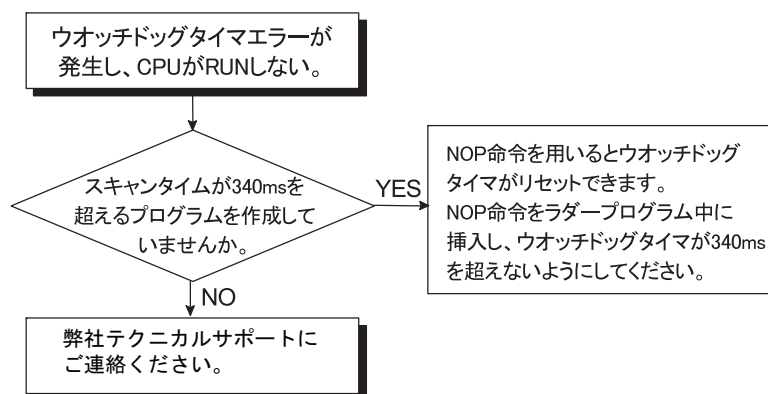 ウオッチドッグタイマエラーが
発生し、CPUがRUNしない。
スキャンタイムが340msを
超えるプログラムを作成して
いませんか。
YES
NOP命令を用いるとウオッチドッグ
タイマがリセットできます。
NOP命令をラダープログラム中に
挿入し、ウオッチドッグタイマが340ms
を超えないようにしてください。
NO
弊社テクニカルサポートに
ご連絡ください。